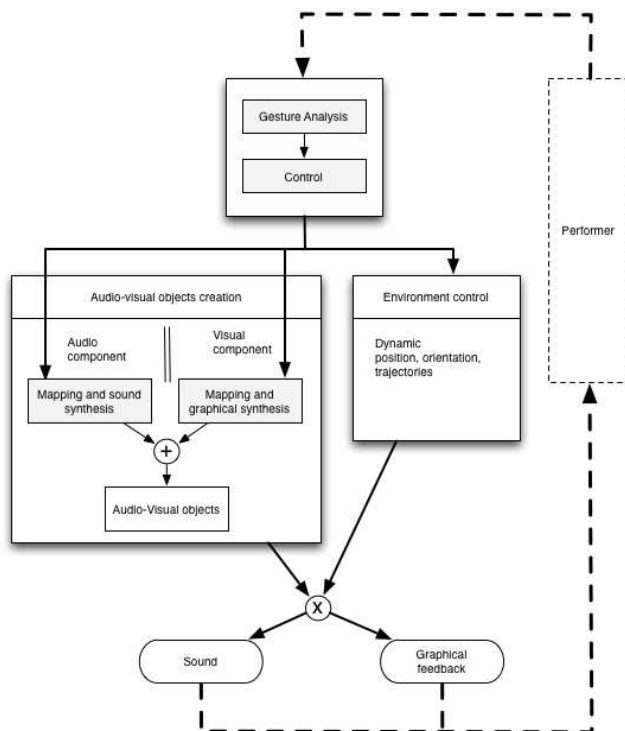 Gesture Analysis
Control
Performer
Audio-visual objects creation
Environment control
Audio
component
Visual
component
Dynamic
position, orientation,
trajectories
Mapping and sound
synthesis
Mapping and
graphical synthesis
+
Audio-Visual objects
X
Sound
Graphical
feedback